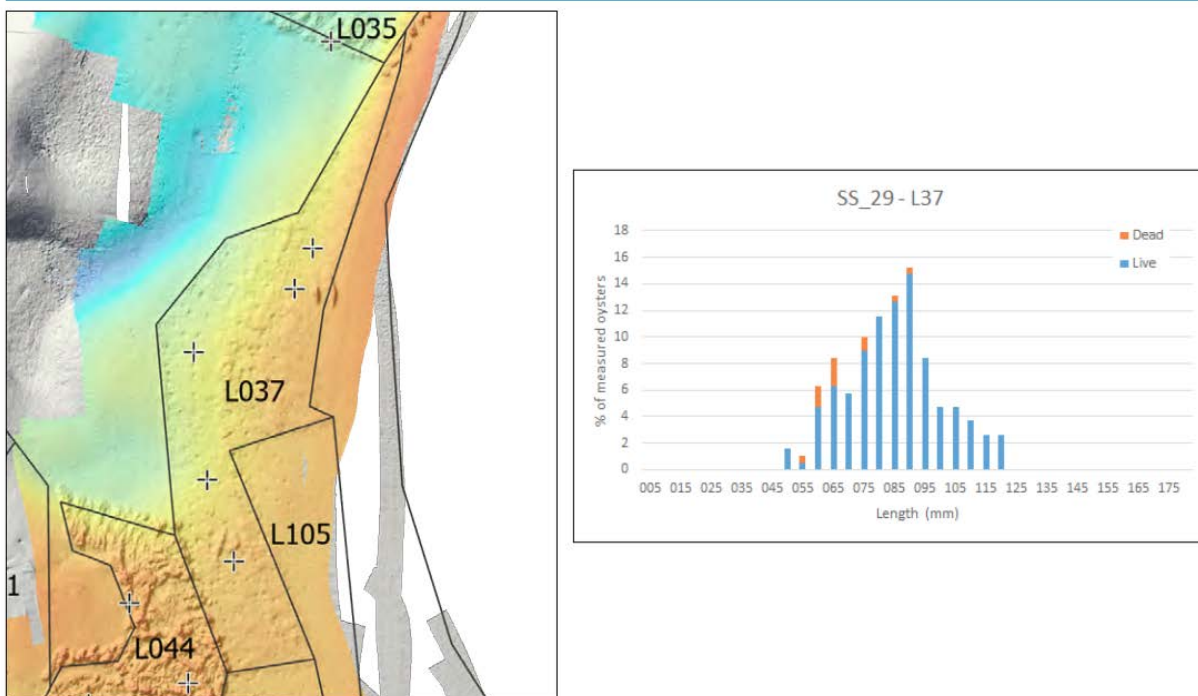 L035
L037
L105
1
L044
SS_29 - L37
Dead
Live
% of measured oysters
18
16
14
12
10
8
6
4
2
0
005 015 025 035 045 055 065 075 085 095 105 115 125 135 145 155 165 175
Length (mm)